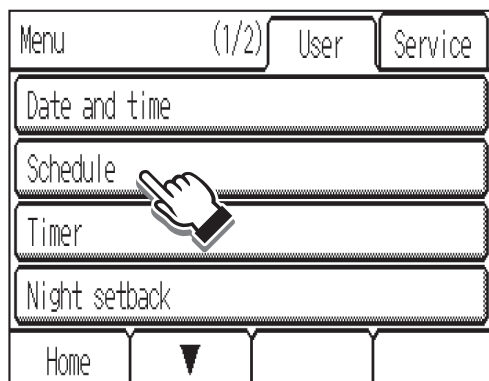 Menu (1/2) User Service
Date and time
Schedule
Timer
Night setback
Home ▼